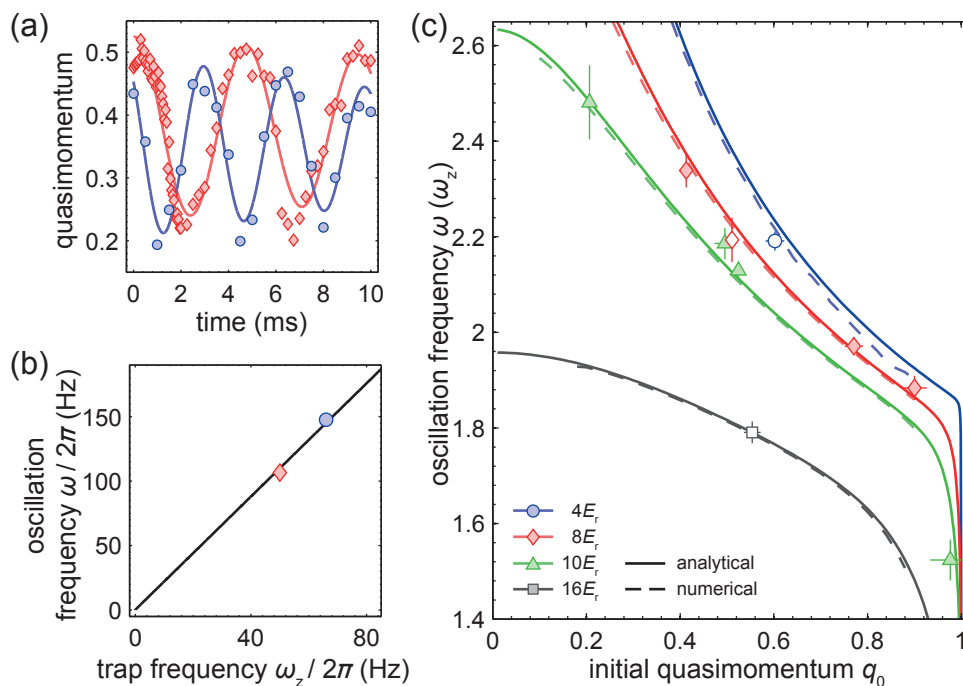 (a)
0.5
0.4
0.3
0.2
quasimomentum
0 2 4 6 8 10
time (ms)
(b)
150
100
50
0
oscillation
frequency ω / 2π (Hz)
0 40 80
trap frequency ω_z / 2π (Hz)
(c)
2.6
2.4
2.2
2
1.8
1.6
1.4
oscillation frequency ω (ω_z)
4E_r
8E_r
10E_r
16E_r
analytical
numerical
0 0.2 0.4 0.6 0.8 1
initial quasimomentum q_0